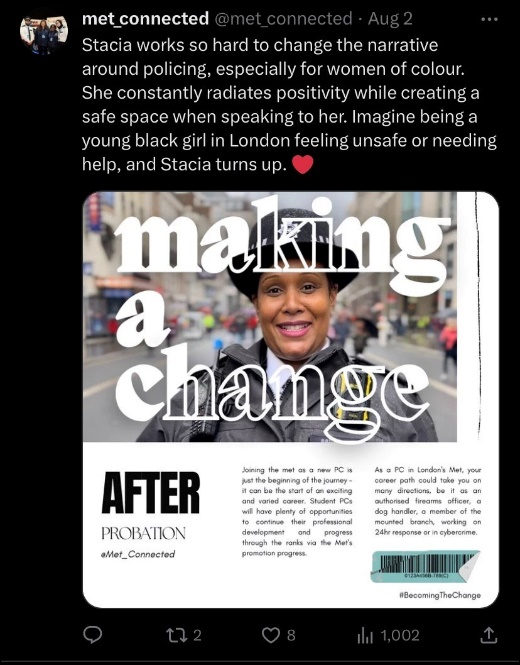 met_connected @met_connected · Aug 2
Stacia works so hard to change the narrative
around policing, especially for women of colour.
She constantly radiates positivity while creating a
safe space when speaking to her. Imagine being a
young black girl in London feeling unsafe or needing
help, and Stacia turns up. ❤️
making
a
change
AFTER
PROBATION
@Met_Connected
Joining the met as a new PC is
just the beginning of the journey -
it can be the start of an exciting
and varied career. Student PCs
will have plenty of opportunities
to continue their professional
development and progress
through the ranks via the Met's
promotion progress.
As a PC in London's Met, your
career path could take you on
many directions, be it as an
authorised firearms officer, a
dog handler, a member of the
mounted branch, working on
24hr response or in cybercrime.
#BecomingTheChange
2
8
1,002